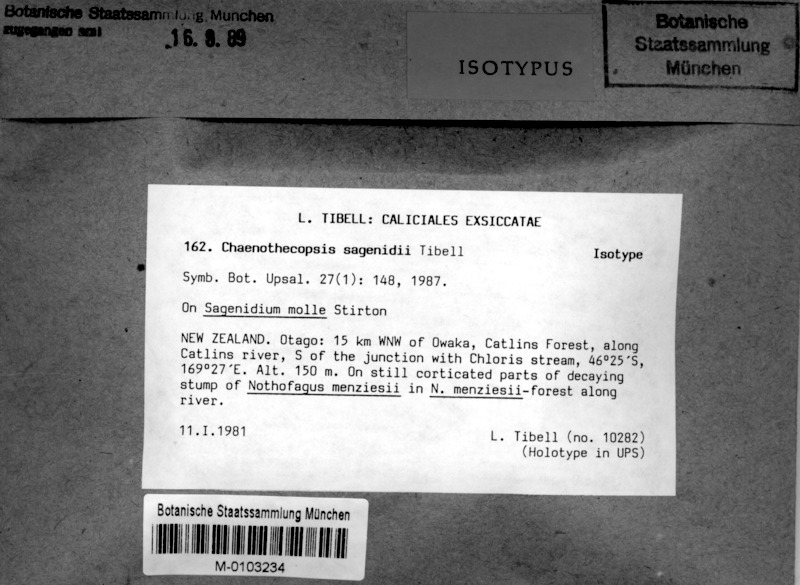 Botanische Staatssammlung, München
zugegangen am:
16. 9. 89
ISOTYPUS
Botanische
Staatssammlung
München
L. TIBELL: CALICIALES EXSICCATAE
162. Chaenothecopsis sagenidii Tibell
Isotype
Symb. Bot. Upsal. 27(1): 148, 1987.
On Sagenidium molle Stirton
NEW ZEALAND. Otago: 15 km WNW of Owaka, Catlins Forest, along
Catlins river, S of the junction with Chloris stream, 46°25´S,
169°27´E. Alt. 150 m. On still corticated parts of decaying
stump of Nothofagus menziesii in N. menziesii-forest along
river.
11.I.1981
L. Tibell (no. 10282)
(Holotype in UPS)
Botanische Staatssammlung München
M-0103234